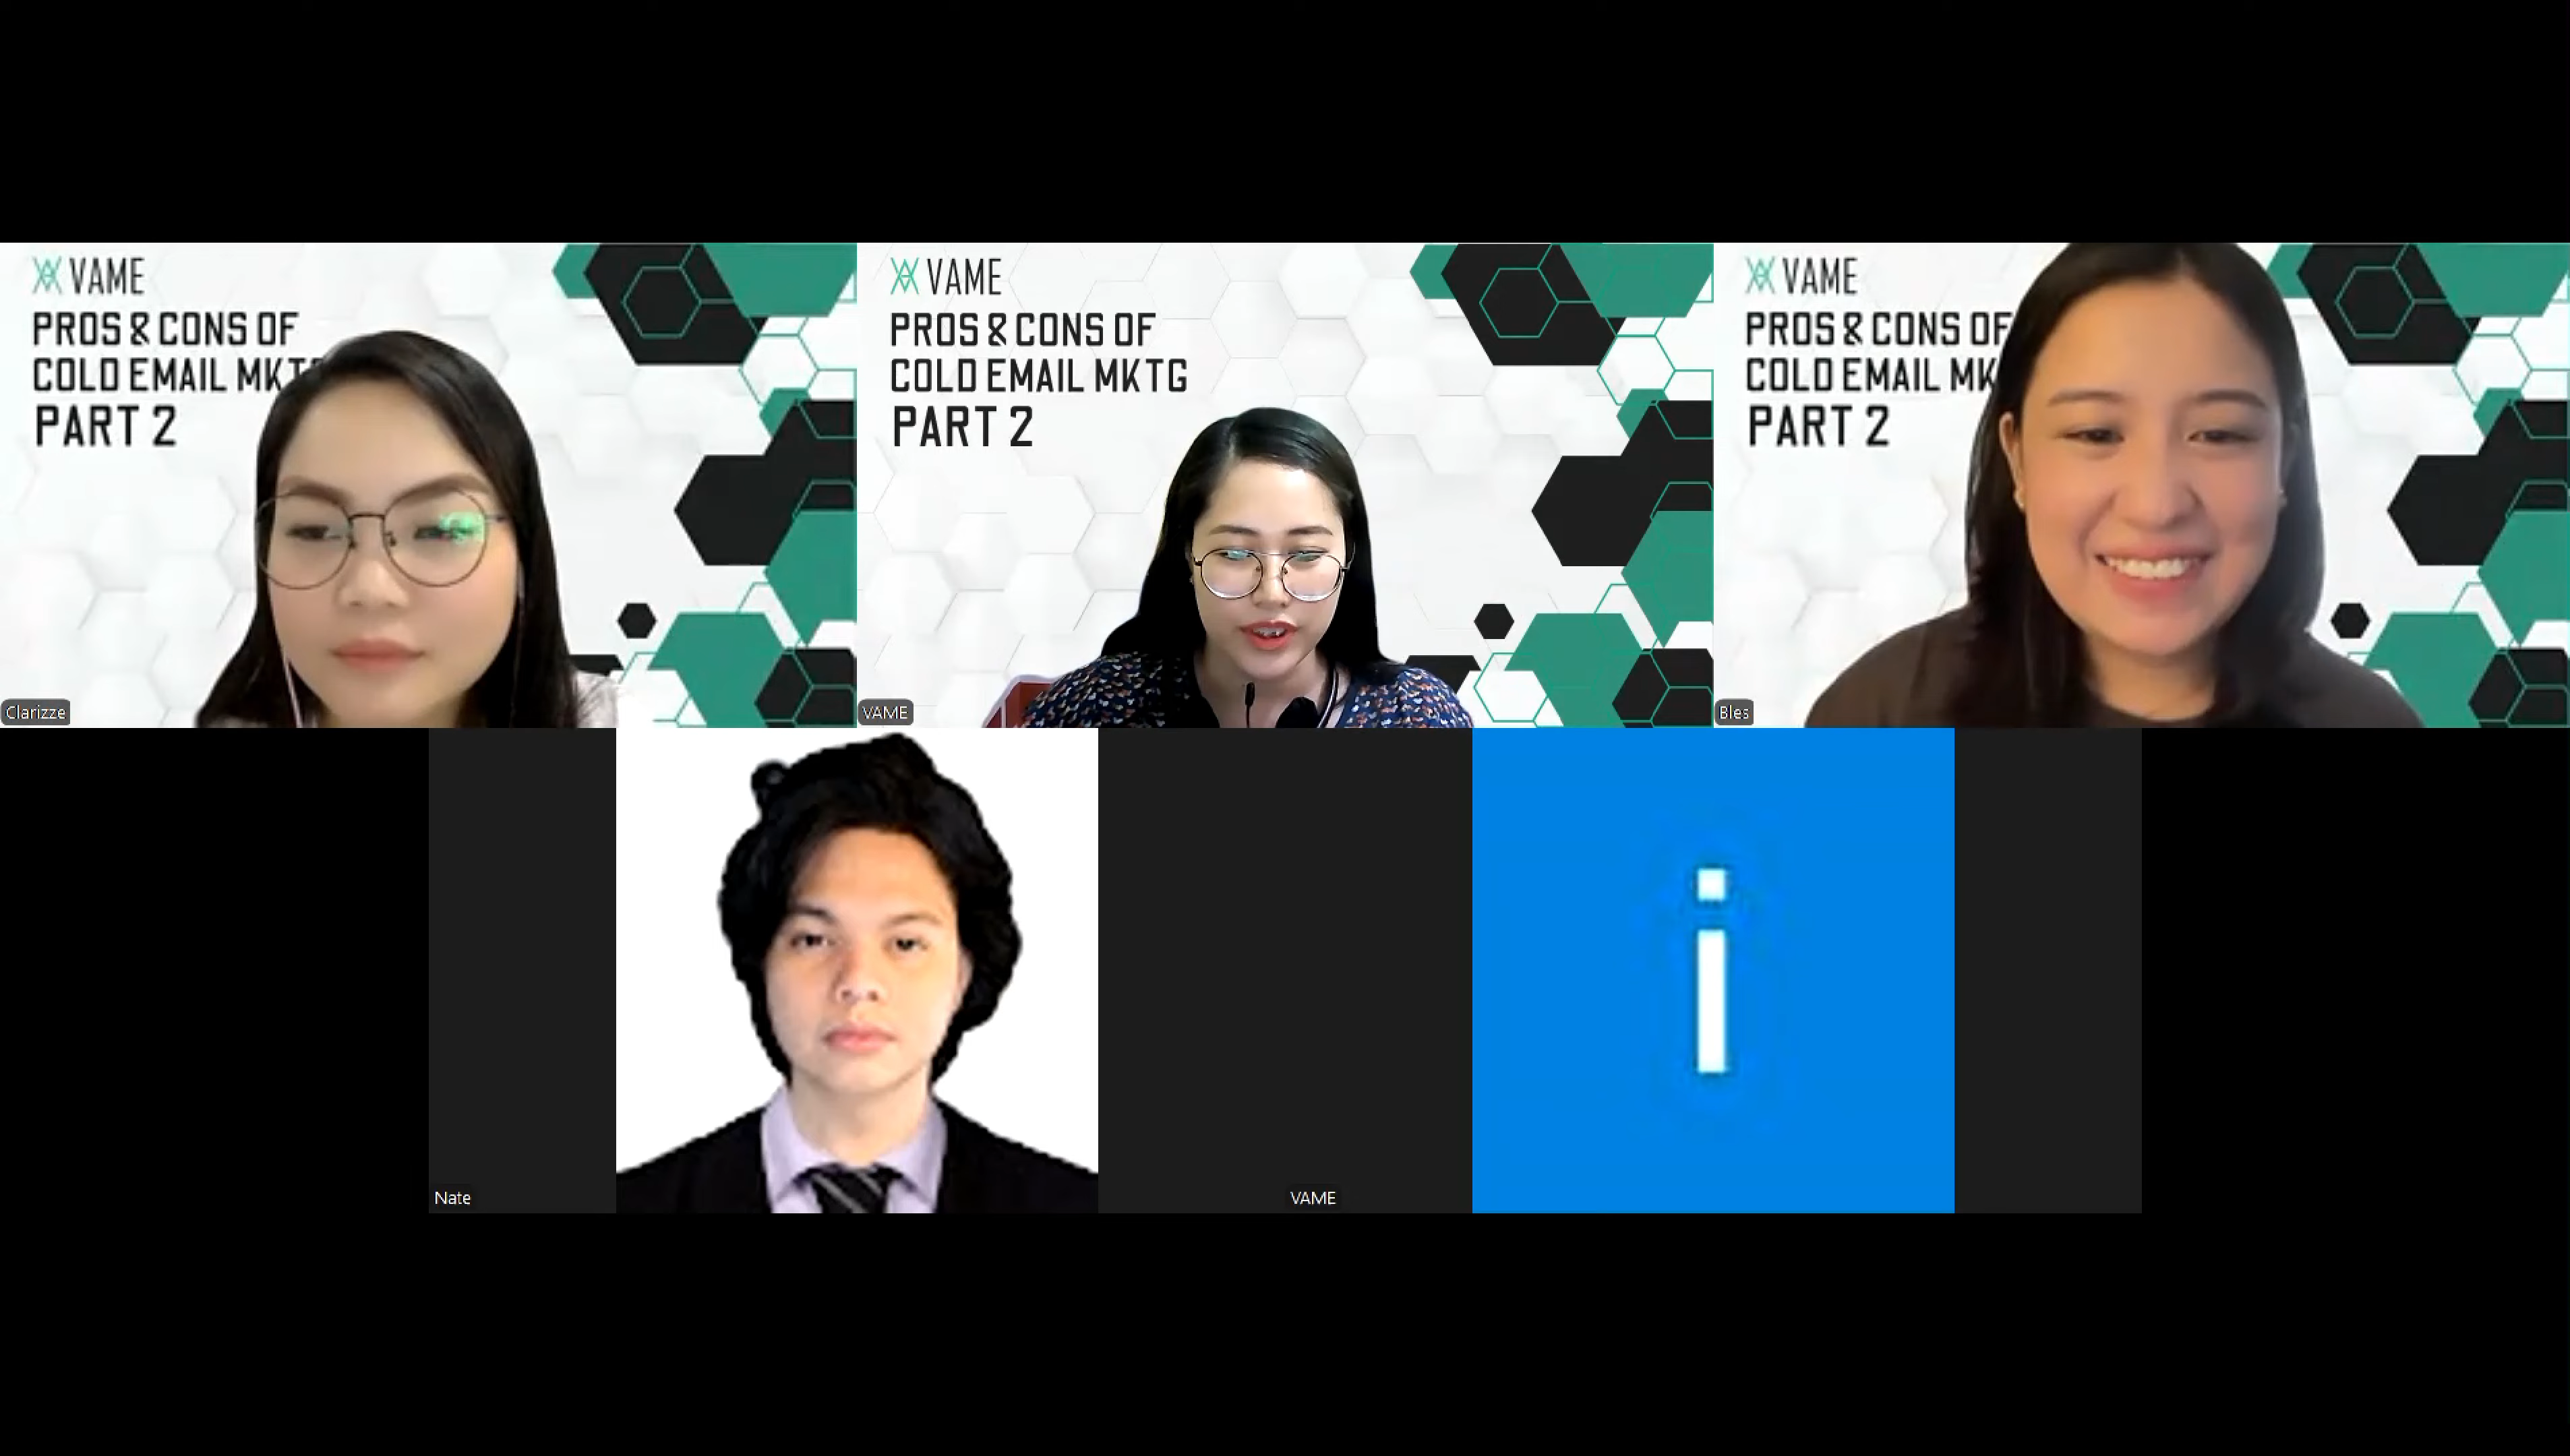 VAME
PROS & CONS OF
COLD EMAIL MKT
PART 2
Clarizze
VAME
PROS & CONS OF
COLD EMAIL MKTG
PART 2
VAME
VAME
PROS & CONS OF
COLD EMAIL MK
PART 2
Bles
Nate
VAME
i